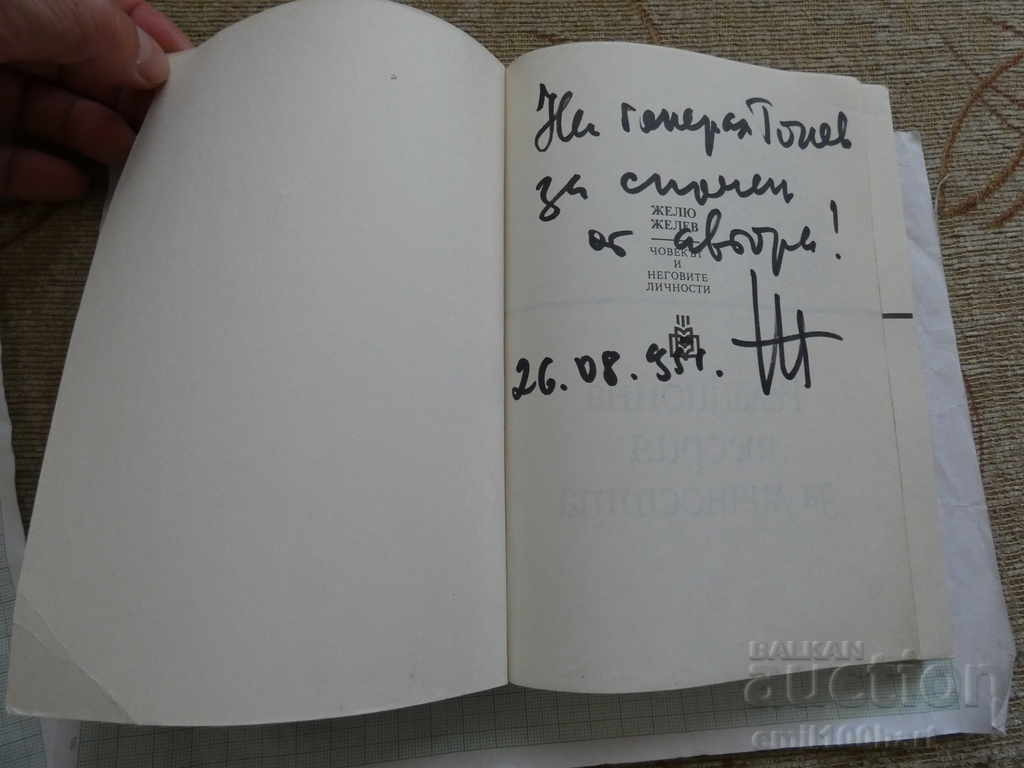 На генерал Тонев
за спомен
от автора!
ЖЕЛЮ
ЖЕЛЕВ
ЧОВЕКЪТ
И
НЕГОВИТЕ
ЛИЧНОСТИ
26.08.95г.
BALKAN
auction